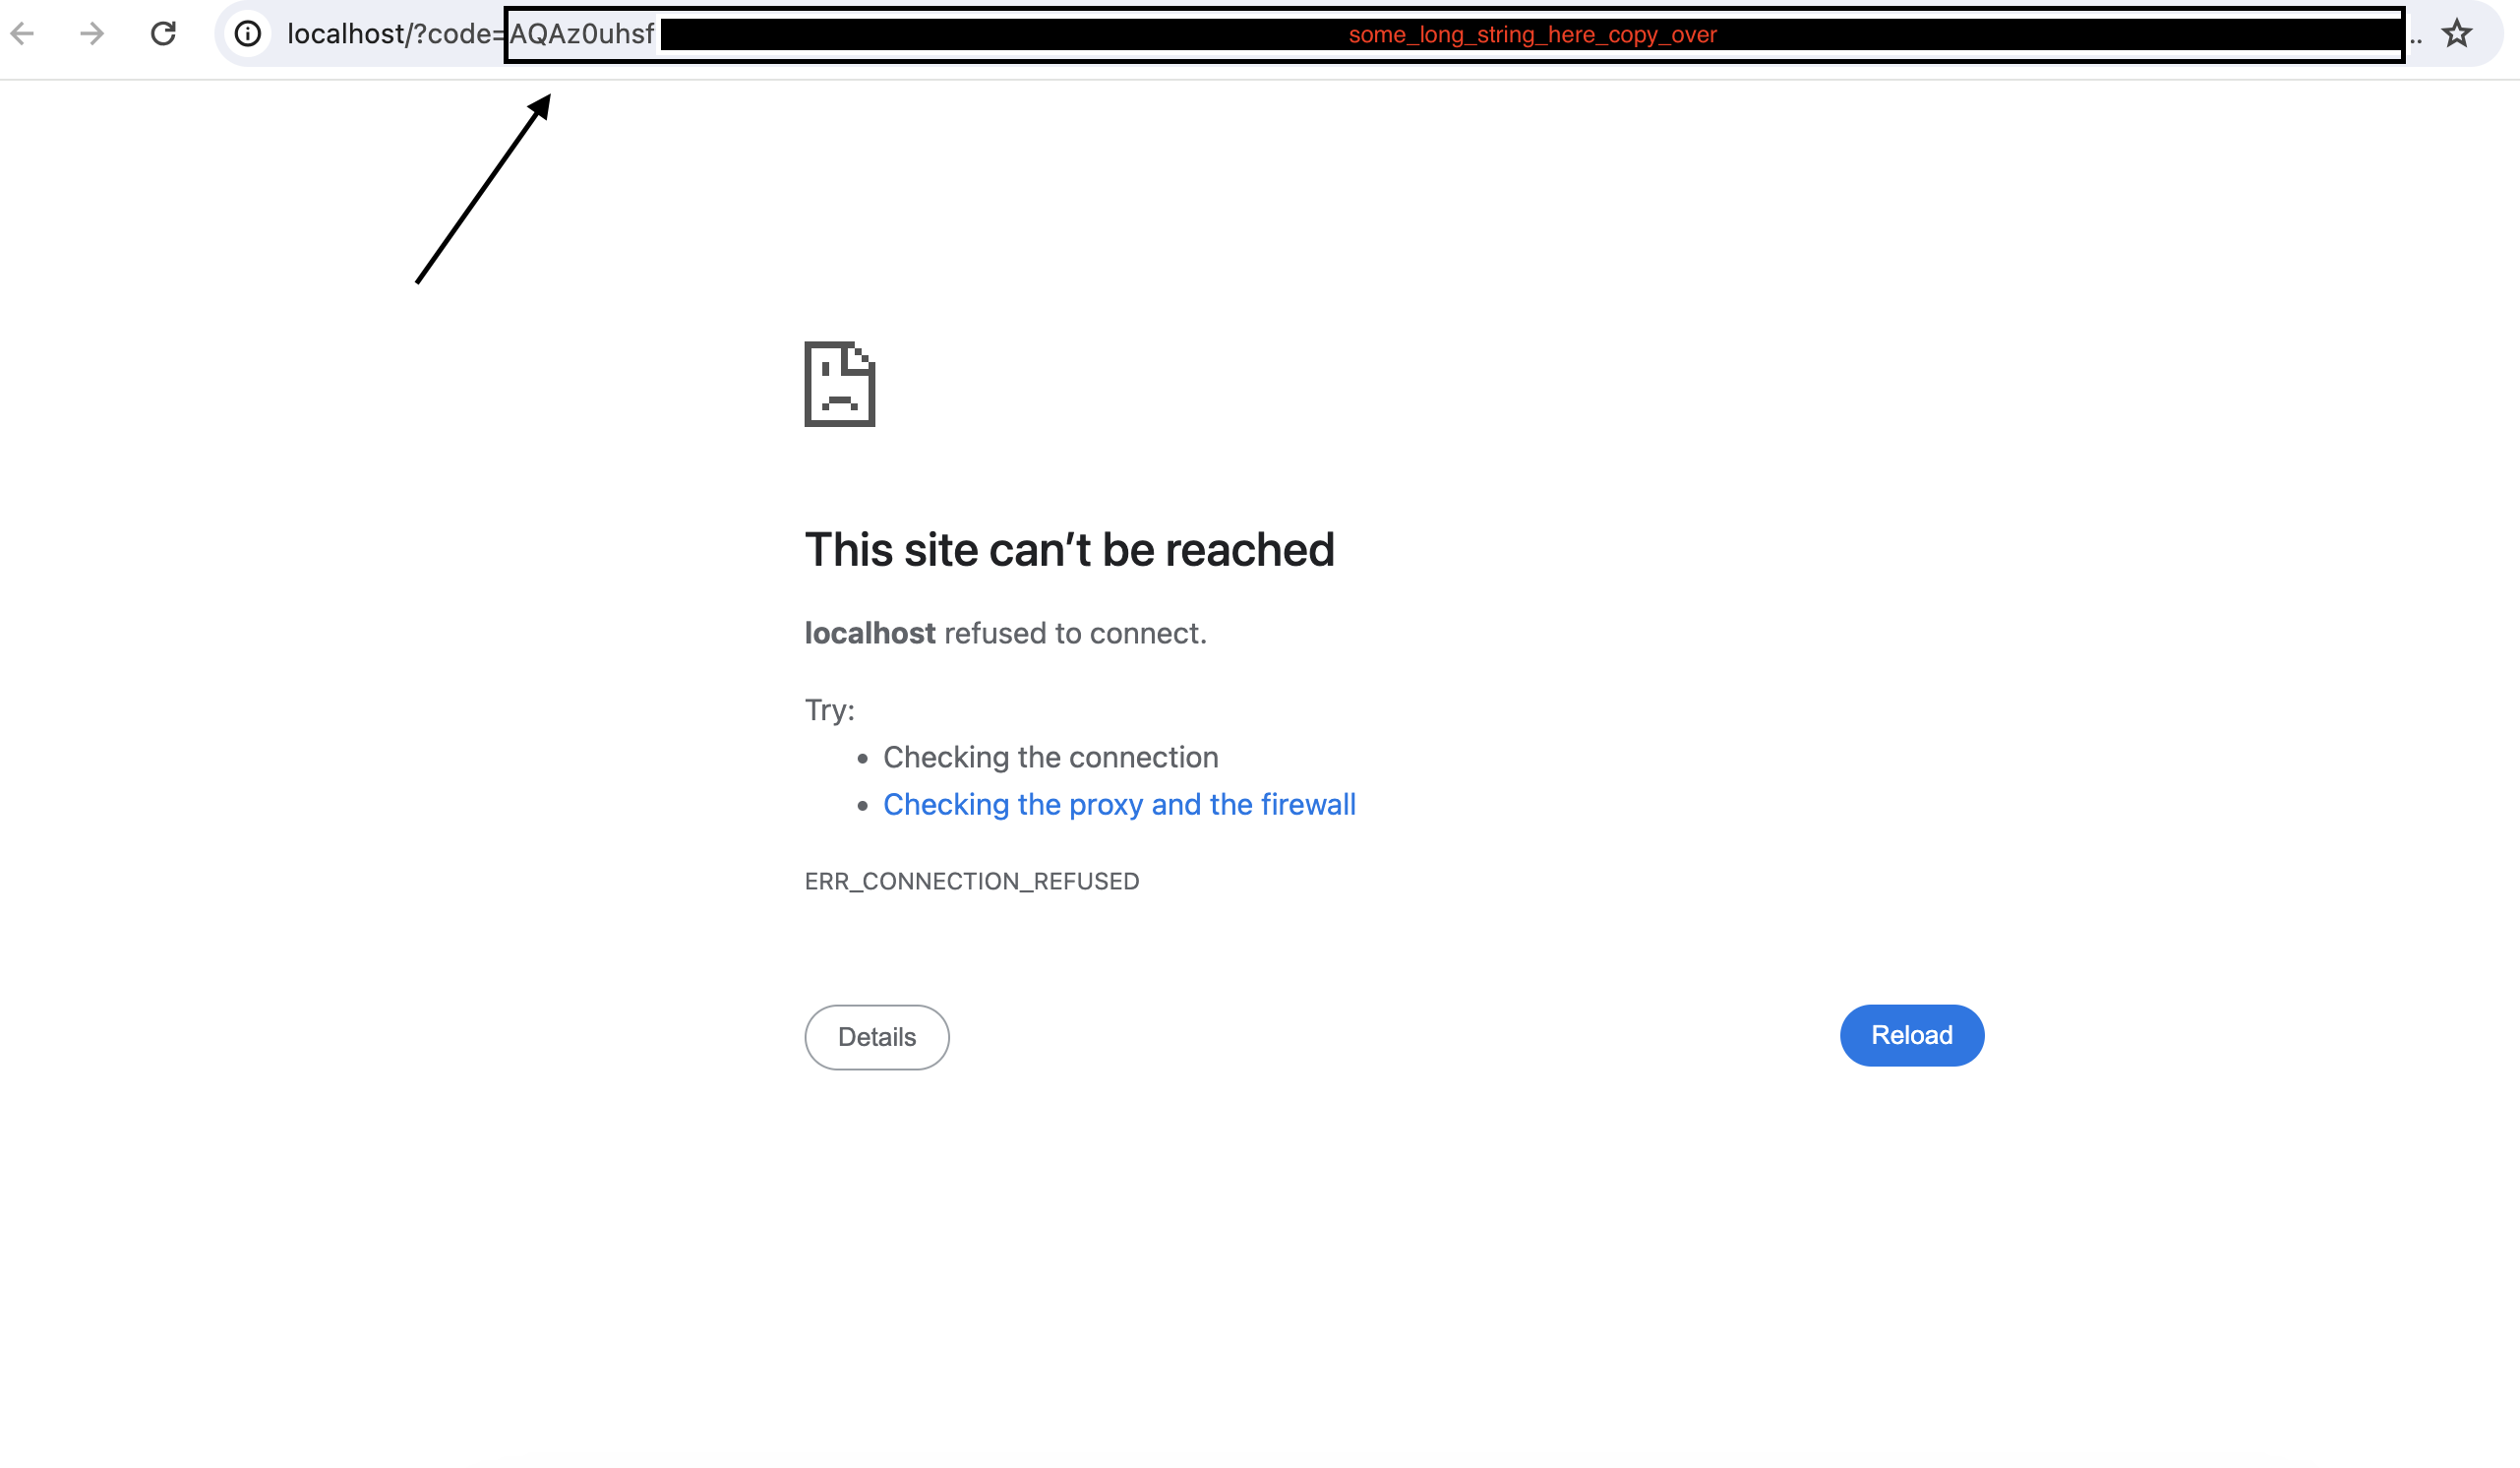 localhost/?code=AQAz0uhsf some_long_string_here_copy_over ..
This site can’t be reached
localhost refused to connect.
Try:
• Checking the connection
• Checking the proxy and the firewall
ERR_CONNECTION_REFUSED
Details Reload